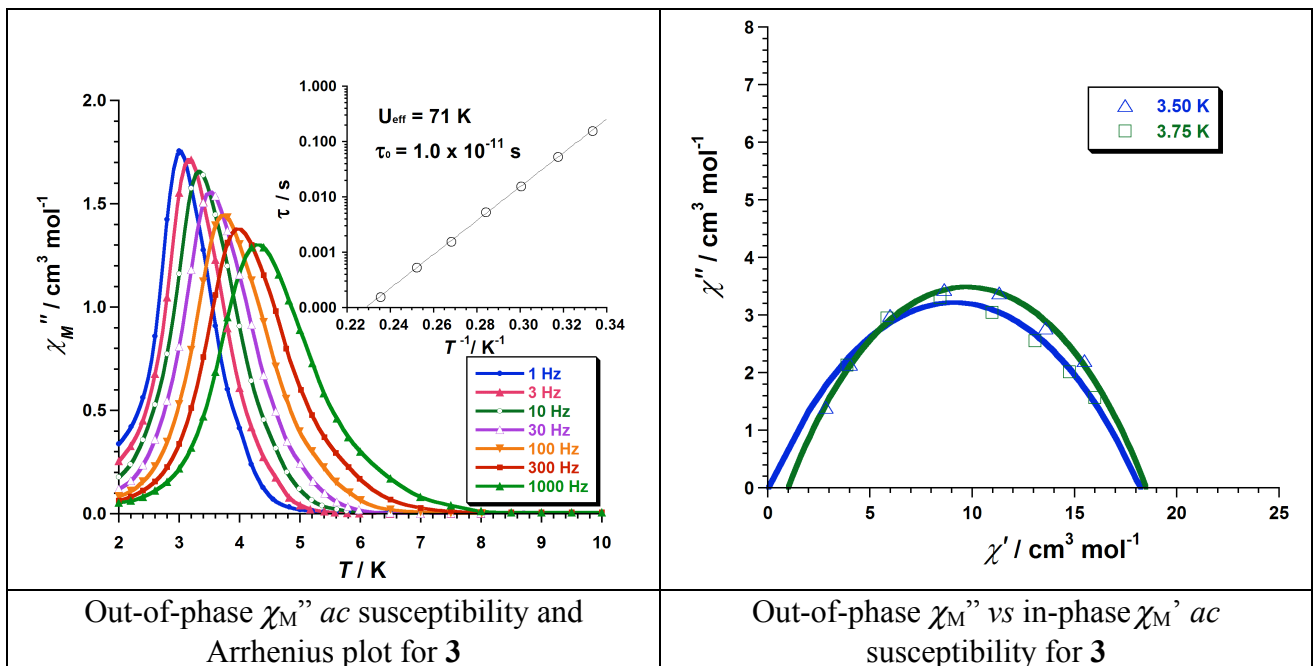 2.0
1.5
1.0
0.5
0.0
χM'' / cm³ mol⁻¹
2 3 4 5 6 7 8 9 10
T / K
1.000
0.100
0.010
0.001
0.000
τ / s
Ueff = 71 K
τ₀ = 1.0 x 10⁻¹¹ s
0.22 0.24 0.26 0.28 0.30 0.32 0.34
T⁻¹/ K⁻¹
1 Hz
3 Hz
10 Hz
30 Hz
100 Hz
300 Hz
1000 Hz
8
7
6
5
4
3
2
1
0
χ'' / cm³ mol⁻¹
0 5 10 15 20 25
χ' / cm³ mol⁻¹
3.50 K
3.75 K
Out-of-phase χM” ac susceptibility and
Arrhenius plot for 3
Out-of-phase χM” vs in-phase χM’ ac
susceptibility for 3